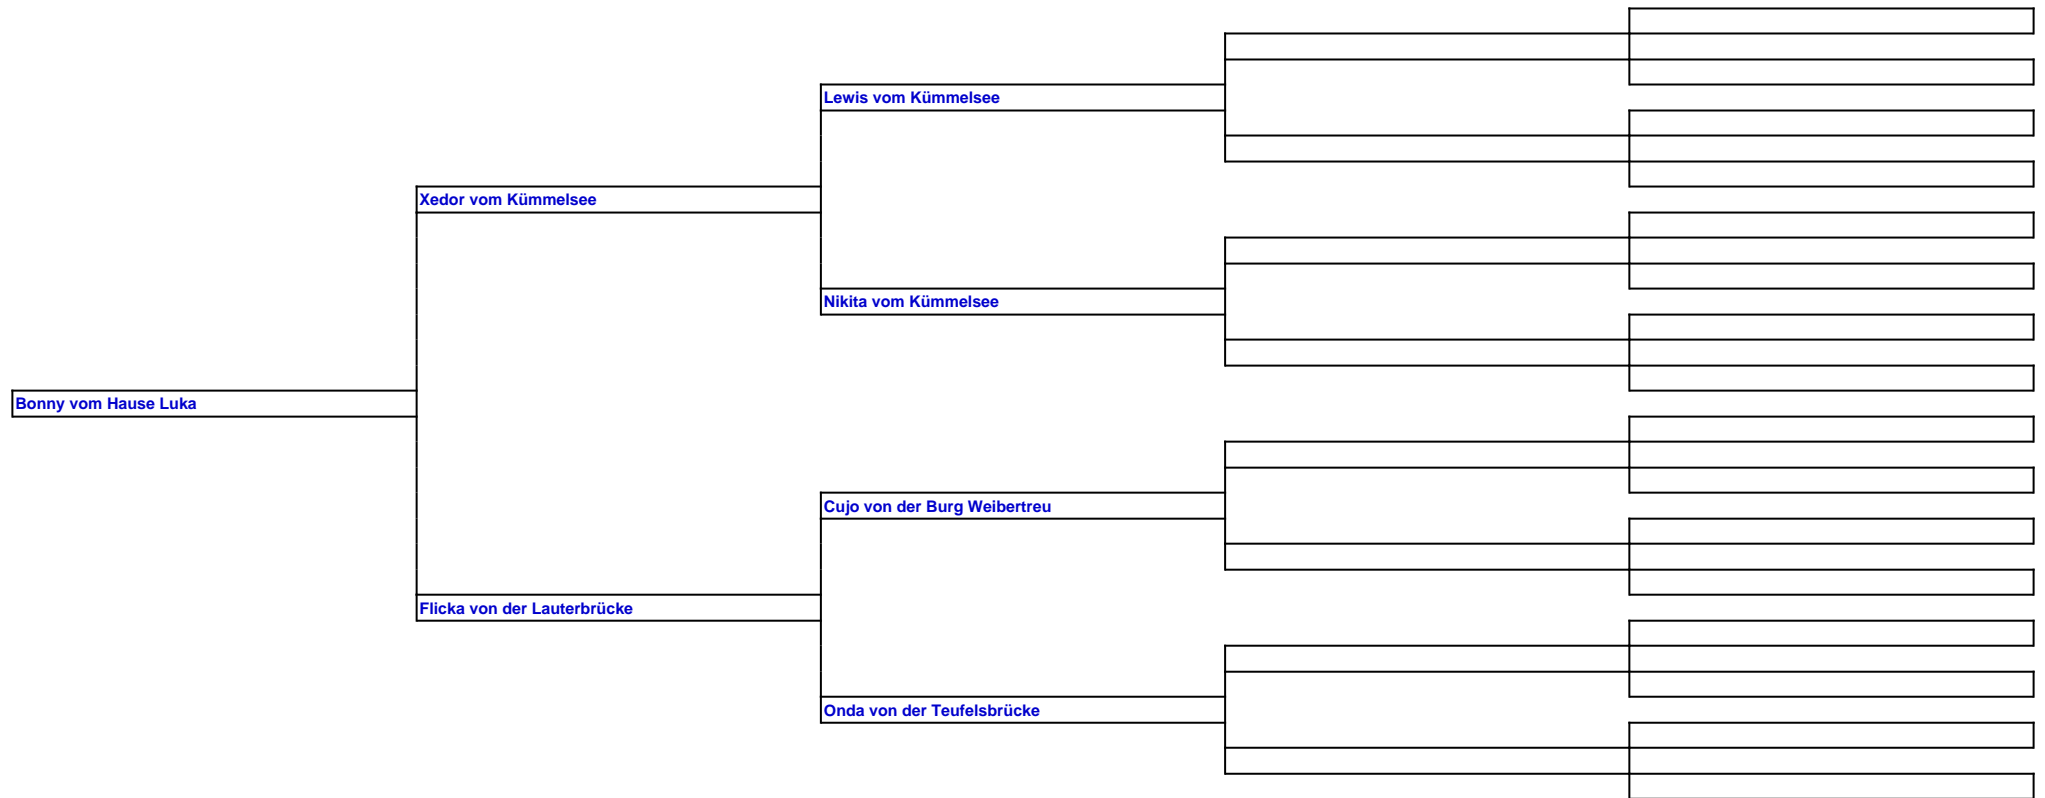 Lewis vom Kümmelsee
Xedor vom Kümmelsee
Nikita vom Kümmelsee
Bonny vom Hause Luka
Cujo von der Burg Weibertreu
Flicka von der Lauterbrücke
Onda von der Teufelsbrücke